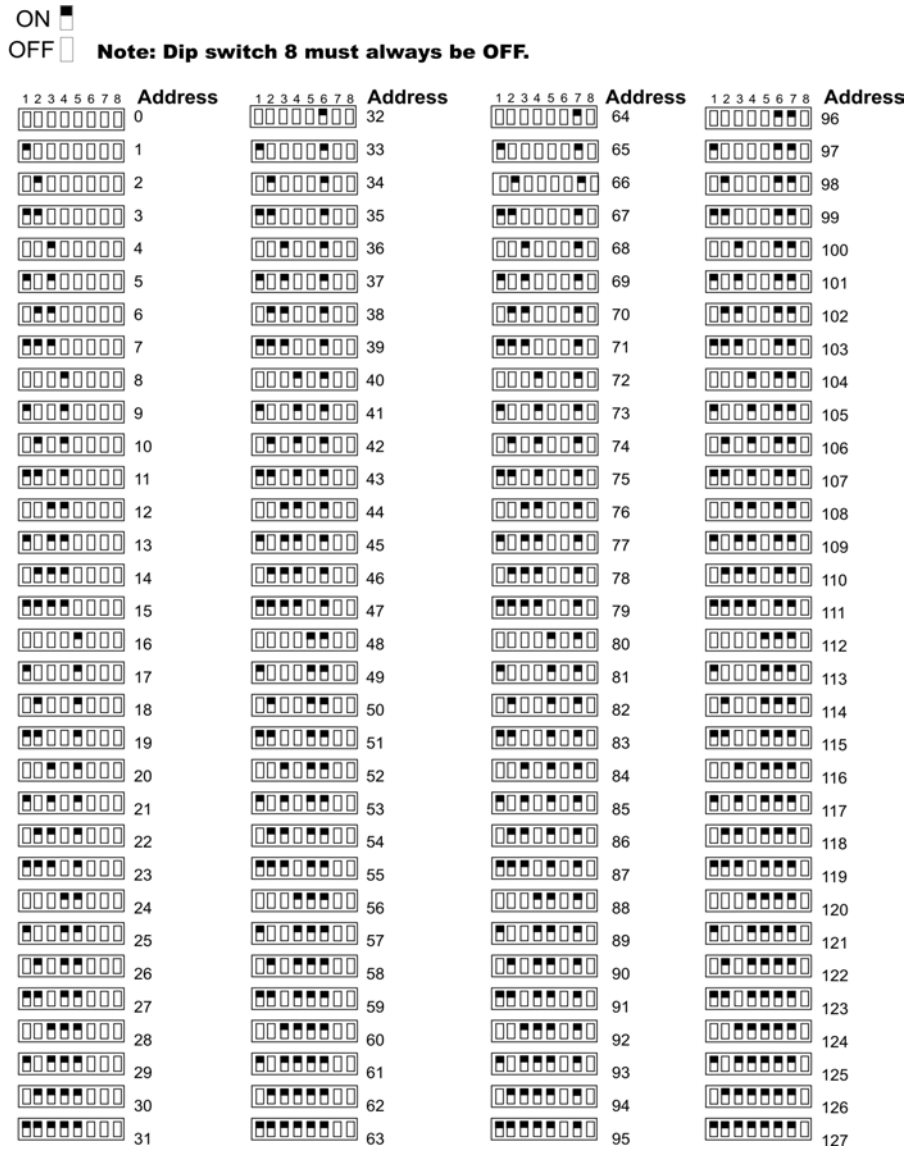 ON
OFF Note: Dip switch 8 must always be OFF.
1 2 3 4 5 6 7 8 Address 1 2 3 4 5 6 7 8 Address 1 2 3 4 5 6 7 8 Address 1 2 3 4 5 6 7 8 Address
0 32 64 96
1 33 65 97
2 34 66 98
3 35 67 99
4 36 68 100
5 37 69 101
6 38 70 102
7 39 71 103
8 40 72 104
9 41 73 105
10 42 74 106
11 43 75 107
12 44 76 108
13 45 77 109
14 46 78 110
15 47 79 111
16 48 80 112
17 49 81 113
18 50 82 114
19 51 83 115
20 52 84 116
21 53 85 117
22 54 86 118
23 55 87 119
24 56 88 120
25 57 89 121
26 58 90 122
27 59 91 123
28 60 92 124
29 61 93 125
30 62 94 126
31 63 95 127